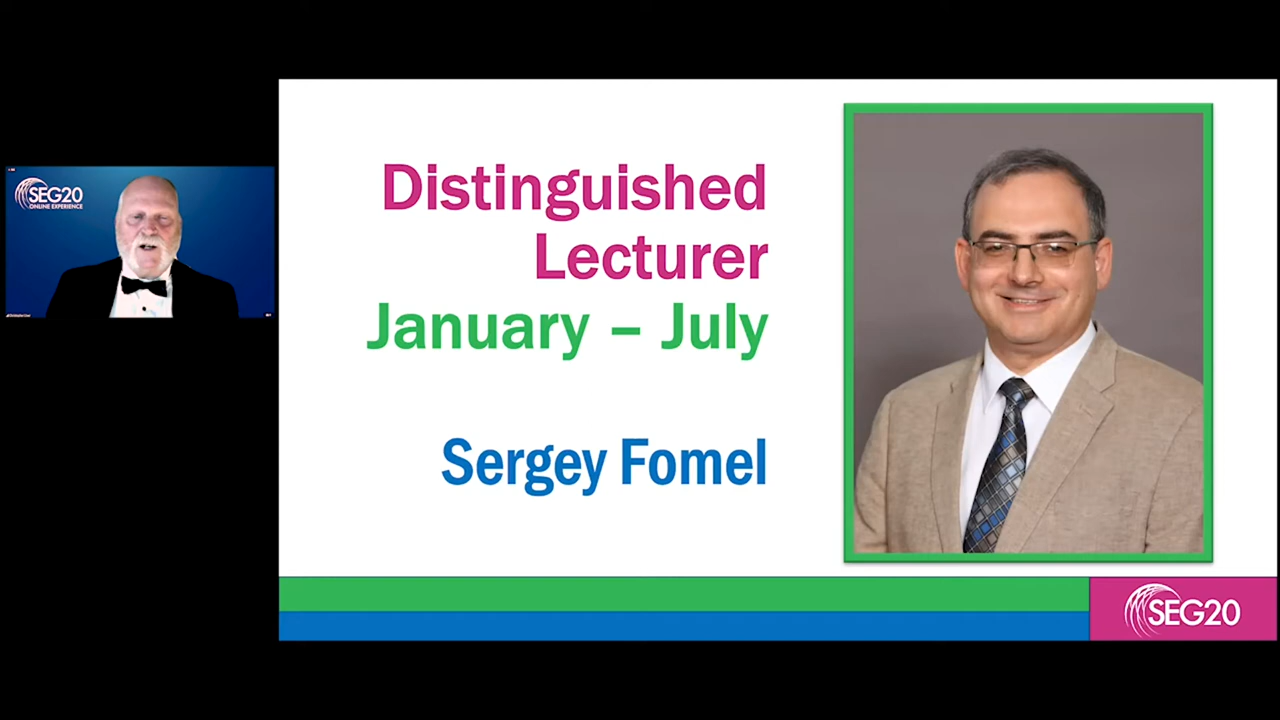 SEG20
ONLINE EXPERIENCE
Distinguished
Lecturer
January – July
Sergey Fomel
SEG20